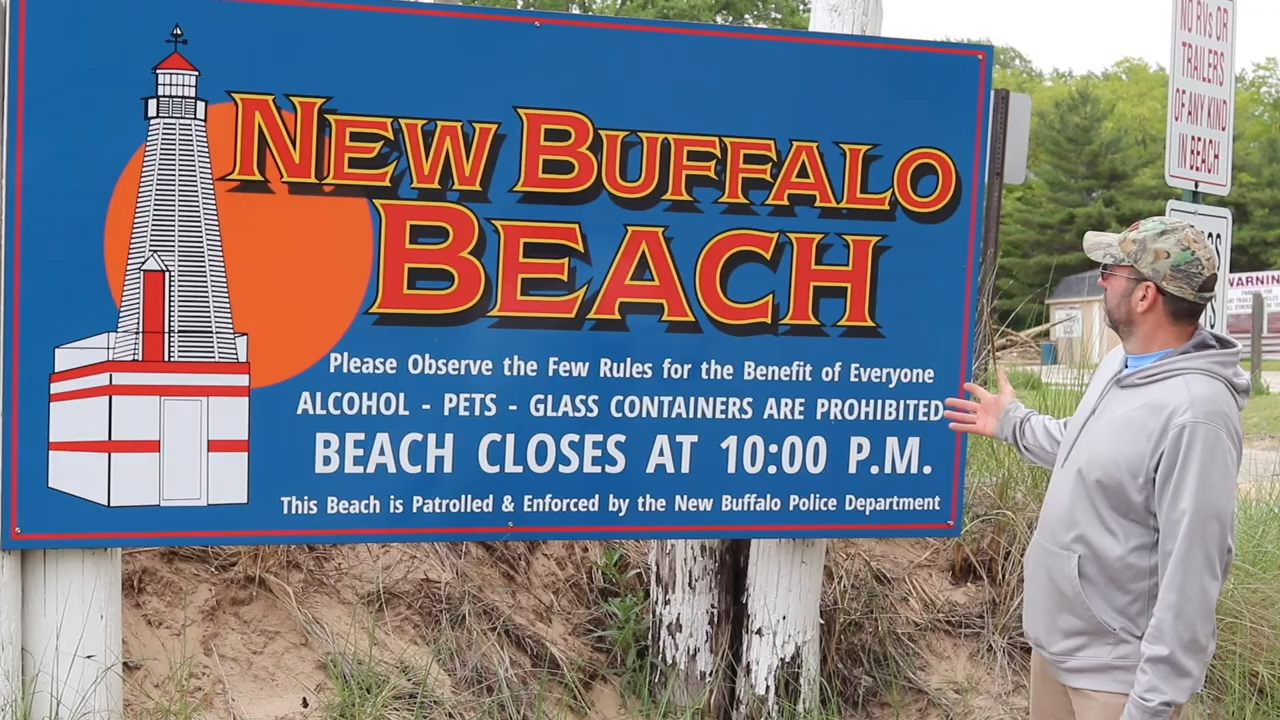 NEW BUFFALO
BEACH
Please Observe the Few Rules for the Benefit of Everyone
ALCOHOL - PETS - GLASS CONTAINERS ARE PROHIBITED
BEACH CLOSES AT 10:00 P.M.
This Beach is Patrolled & Enforced by the New Buffalo Police Department
NO RVs OR
TRAILERS
OF ANY KIND
IN BEACH
WARNIN